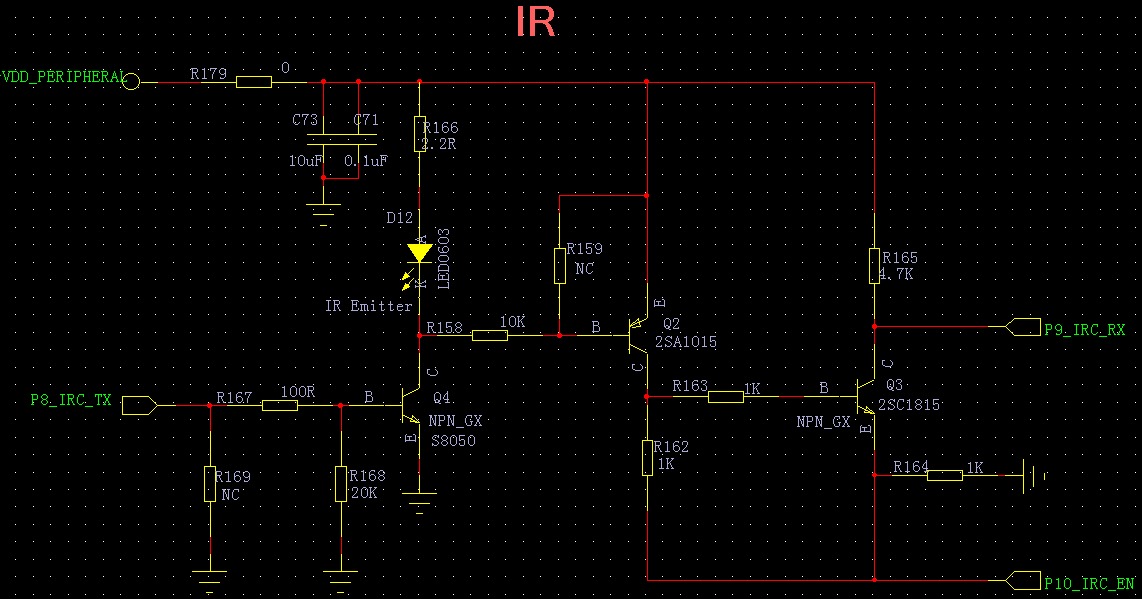 IR
VDD_PERIPHERAL
R179
0
C73
C71
10uF
0.1uF
R166
2.2R
D12
A
LED0603
K
IR Emitter
R159
NC
R165
4.7K
R158
10K
B
E
Q2
2SA1015
C
P9_IRC_RX
P8_IRC_TX
R167
100R
B
C
Q4
NPN_GX
S8050
E
R163
1K
B
C
Q3
2SC1815
NPN_GX
E
R169
NC
R168
20K
R162
1K
R164
1K
P10_IRC_EN